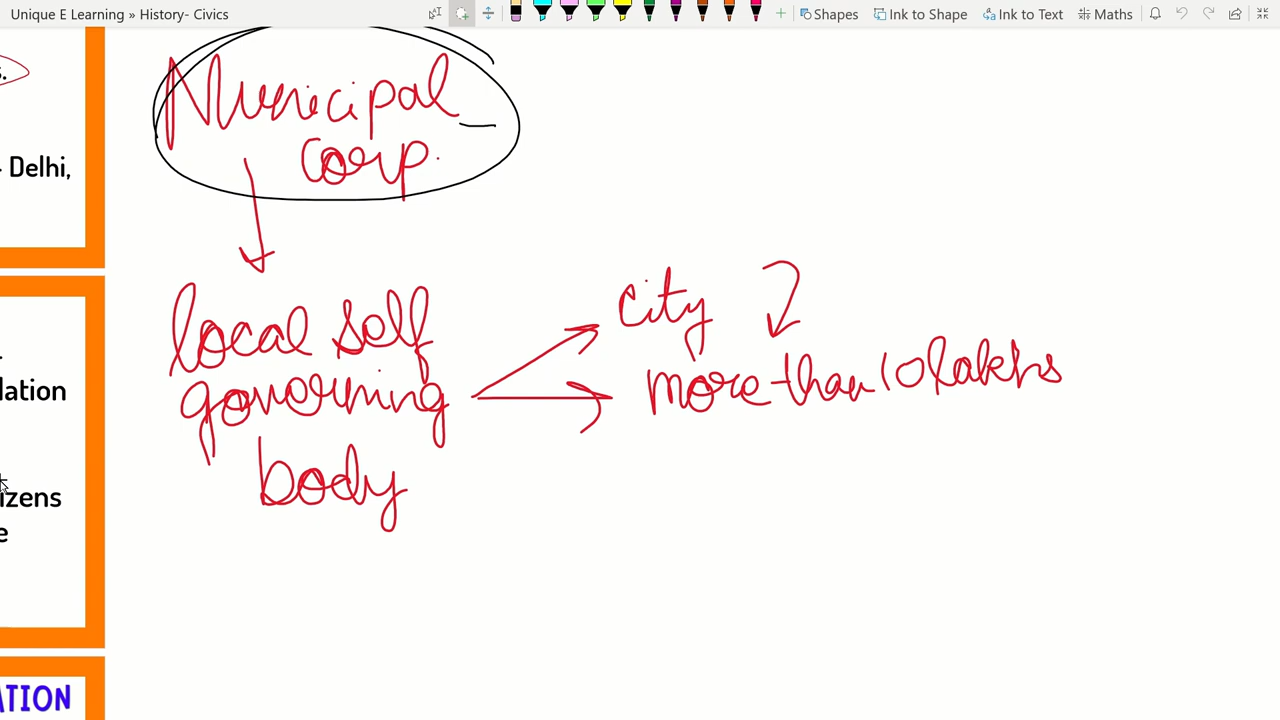 Unique E Learning » History- Civics
Shapes
Ink to Shape
Ink to Text
Maths
s.
- Delhi,
lation
izens
e
ATION
Municipal
corp.
local self
governing
body
city
more than 10 lakhs